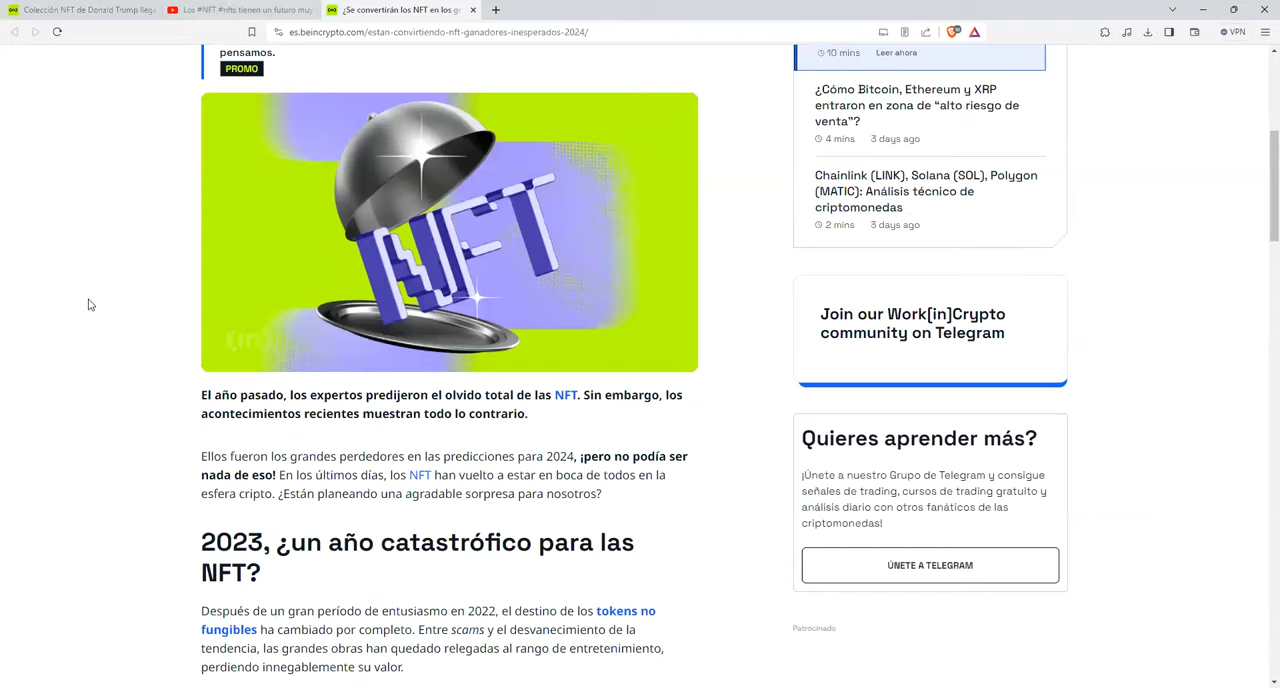 Colección NFT de Donald Trump llega
Los #NFT #nfts tienen un futuro muy
¿Se convertirán los NFT en los gr
es.beincrypto.com/estan-convirtiendo-nft-ganadores-inesperados-2024/
VPN
pensamos.
PROMO
NFT
[in]
El año pasado, los expertos predijeron el olvido total de las NFT. Sin embargo, los
acontecimientos recientes muestran todo lo contrario.
Ellos fueron los grandes perdedores en las predicciones para 2024, ¡pero no podía ser
nada de eso! En los últimos días, los NFT han vuelto a estar en boca de todos en la
esfera cripto. ¿Están planeando una agradable sorpresa para nosotros?
2023, ¿un año catastrófico para las
NFT?
Después de un gran período de entusiasmo en 2022, el destino de los tokens no
fungibles ha cambiado por completo. Entre scams y el desvanecimiento de la
tendencia, las grandes obras han quedado relegadas al rango de entretenimiento,
perdiendo innegablemente su valor.
10 mins Leer ahora
¿Cómo Bitcoin, Ethereum y XRP
entraron en zona de “alto riesgo de
venta”?
4 mins 3 days ago
Chainlink (LINK), Solana (SOL), Polygon
(MATIC): Análisis técnico de
criptomonedas
2 mins 3 days ago
Join our Work[in]Crypto
community on Telegram
Quieres aprender más?
¡Únete a nuestro Grupo de Telegram y consigue
señales de trading, cursos de trading gratuito y
análisis diario con otros fanáticos de las
criptomonedas!
ÚNETE A TELEGRAM
Patrocinado